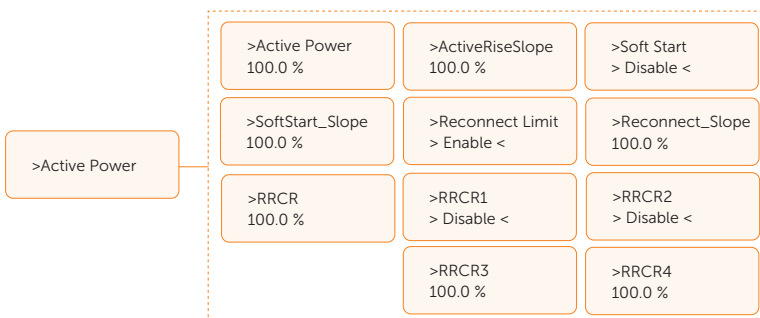 >Active Power
>Active Power
100.0 %
>ActiveRiseSlope
100.0 %
>Soft Start
> Disable <
>SoftStart_Slope
100.0 %
>Reconnect Limit
> Enable <
>Reconnect_Slope
100.0 %
>RRCR
100.0 %
>RRCR1
> Disable <
>RRCR2
> Disable <
>RRCR3
100.0 %
>RRCR4
100.0 %